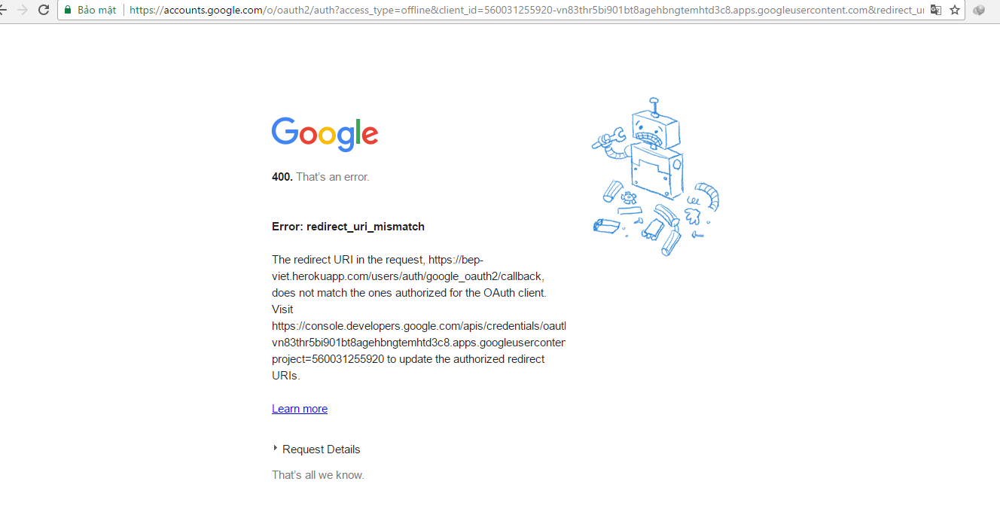 Bảo mật https://accounts.google.com/o/oauth2/auth?access_type=offline&client_id=560031255920-vn83thr5bi901bt8agehbngtemhtd3c8.apps.googleusercontent.com&redirect_u
Google
400. That's an error.
Error: redirect_uri_mismatch
The redirect URI in the request, https://bep-
viet.herokuapp.com/users/auth/google_oauth2/callback,
does not match the ones authorized for the OAuth client.
Visit
https://console.developers.google.com/apis/credentials/oautl
vn83thr5bi901bt8agehbngtemhtd3c8.apps.googleuserconter
project=560031255920 to update the authorized redirect
URIs.
Learn more
Request Details
That's all we know.